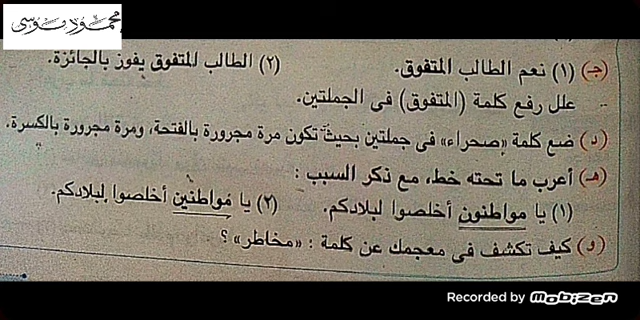 محمود موسى
(جـ) (١) نعم الطالب المتفوق. (٢) الطالب المتفوق يفوز بالجائزة.
- علل رفع كلمة (المتفوق) فى الجملتين.
(د) ضع كلمة «صحراء» فى جملتين بحيث تكون مرة مجرورة بالفتحة، ومرة مجرورة بالكسرة.
(هـ) أعرب ما تحته خط، مع ذكر السبب :
(١) يا مواطنون أخلصوا لبلادكم. (٢) يا مواطنين أخلصوا لبلادكم.
(و) كيف تكشف فى معجمك عن كلمة : «مخاطر» ؟
Recorded by Mobizen